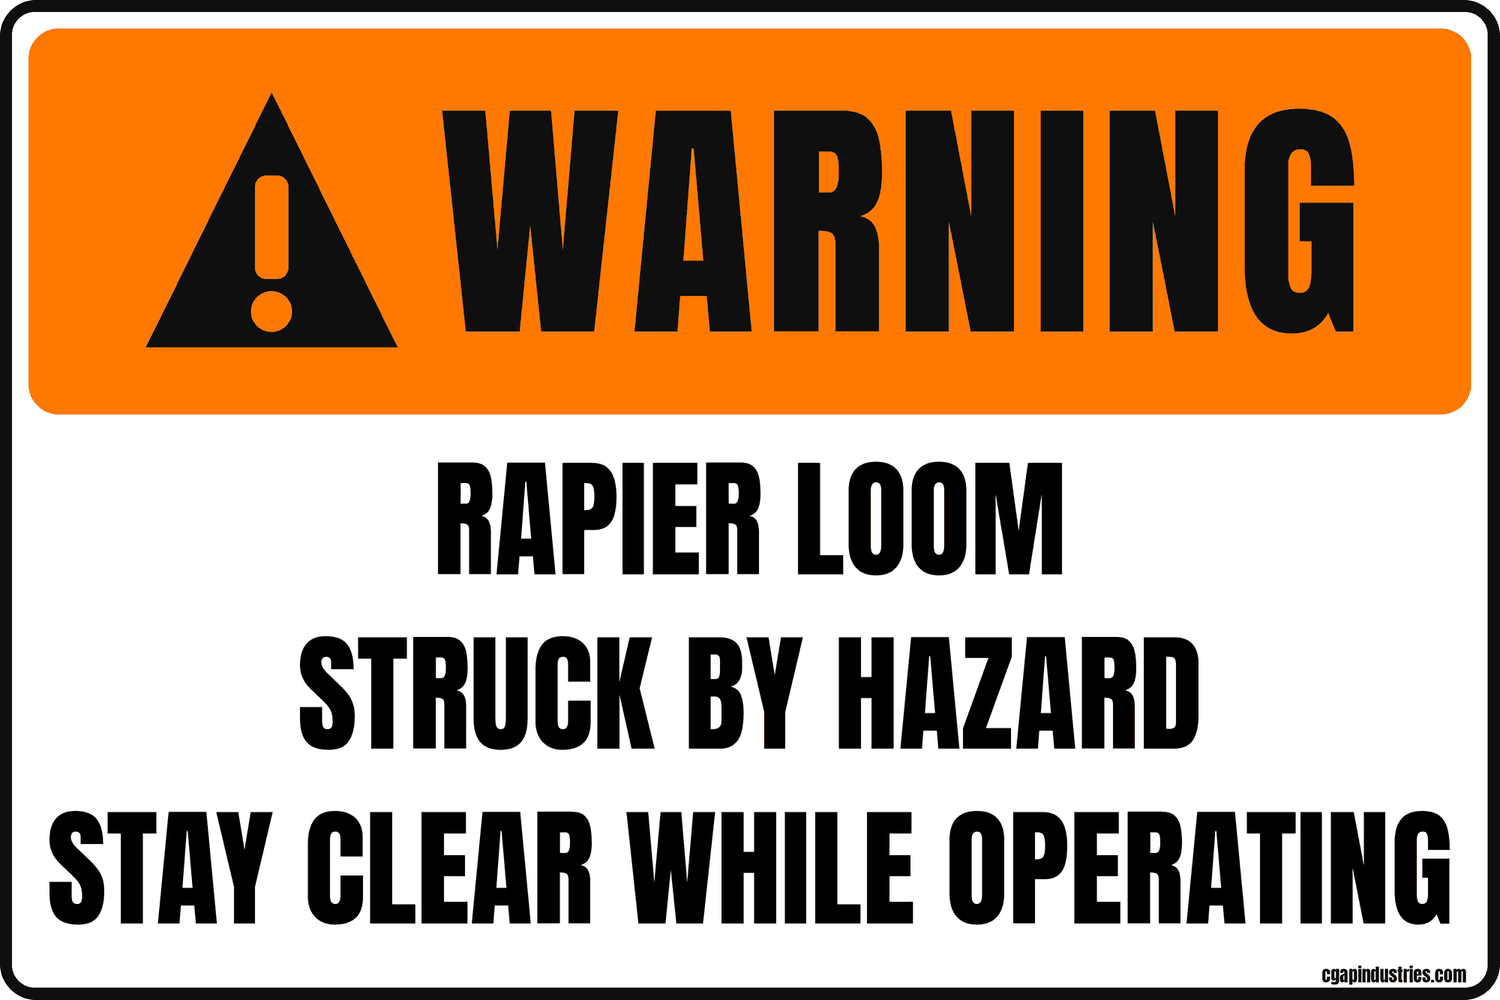 WARNING
RAPIER LOOM
STRUCK BY HAZARD
STAY CLEAR WHILE OPERATING
cgapindustries.com